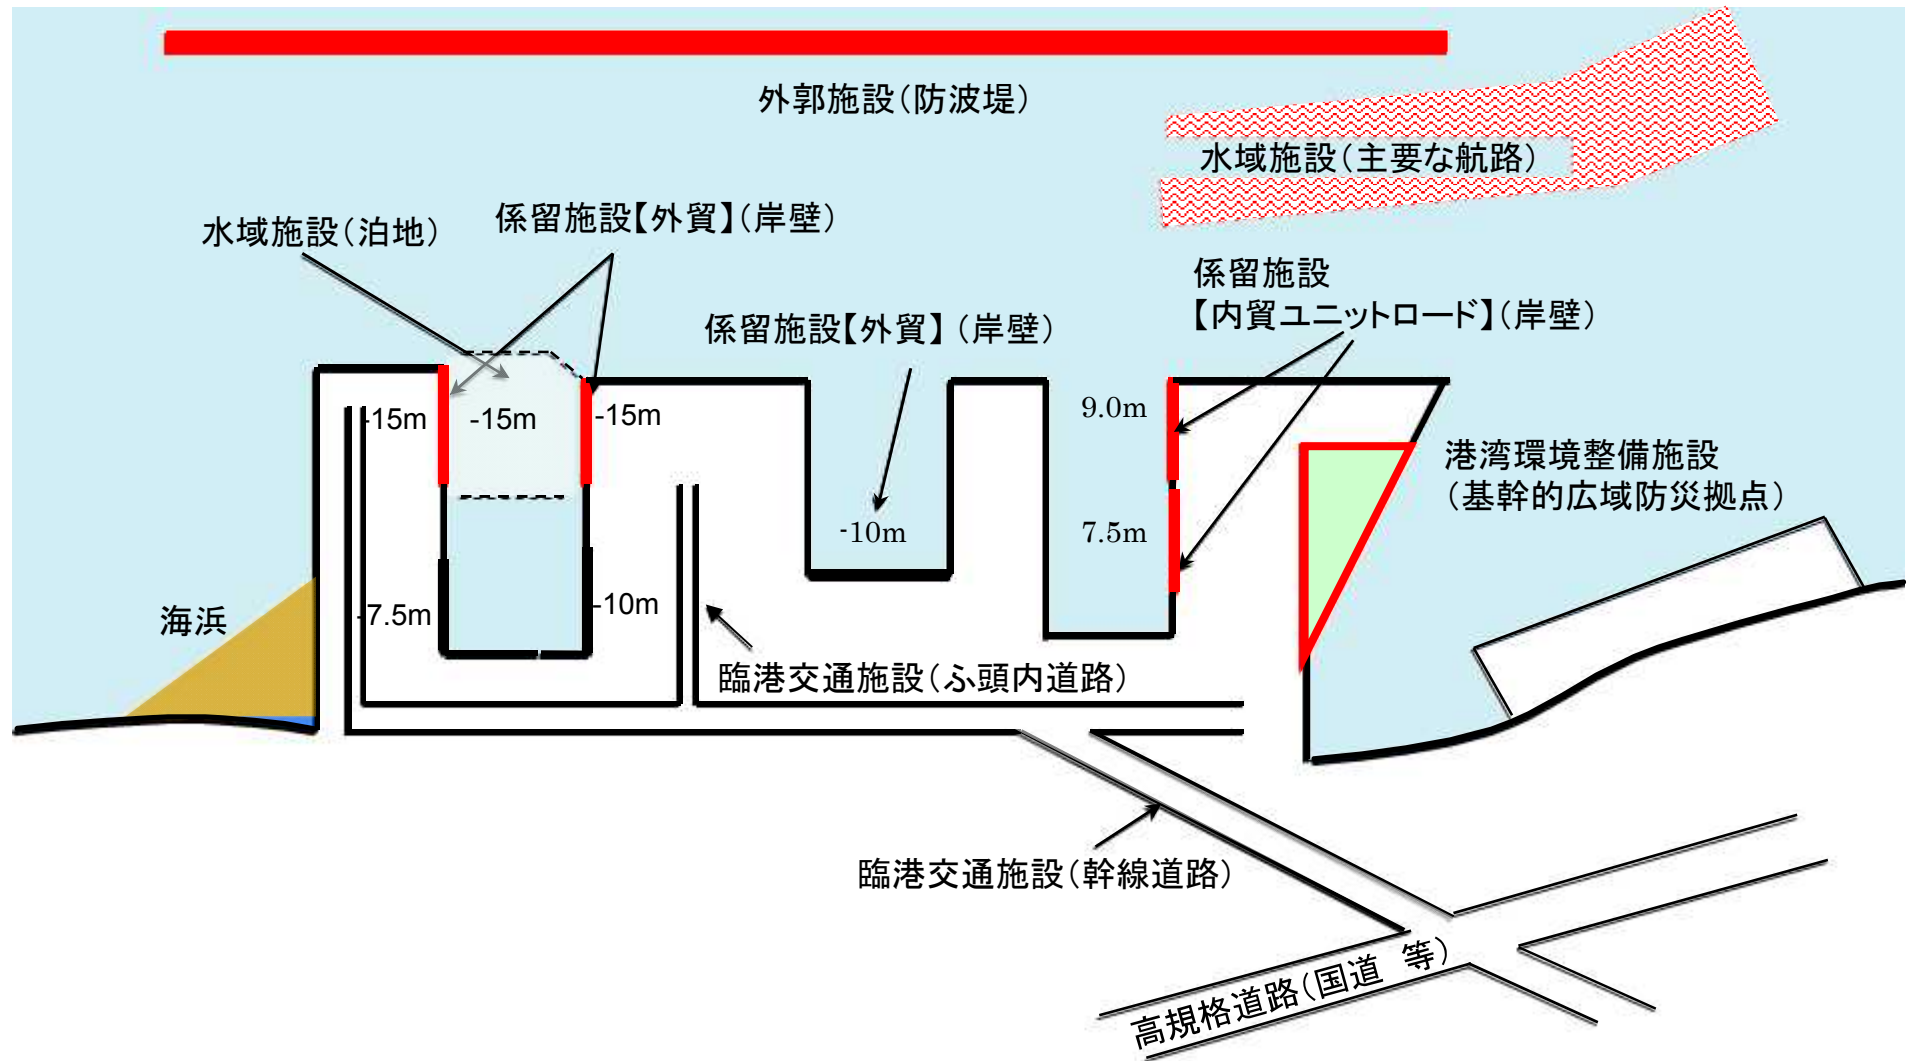 外郭施設（防波堤）
水域施設（主要な航路）
水域施設（泊地）
係留施設【外貿】（岸壁）
係留施設
【内貿ユニットロード】（岸壁）
係留施設【外貿】（岸壁）
-15m
-15m
-15m
9.0m
港湾環境整備施設
（基幹的広域防災拠点）
-10m
7.5m
海浜
-7.5m
-10m
臨港交通施設（ふ頭内道路）
臨港交通施設（幹線道路）
高規格道路（国道　等）